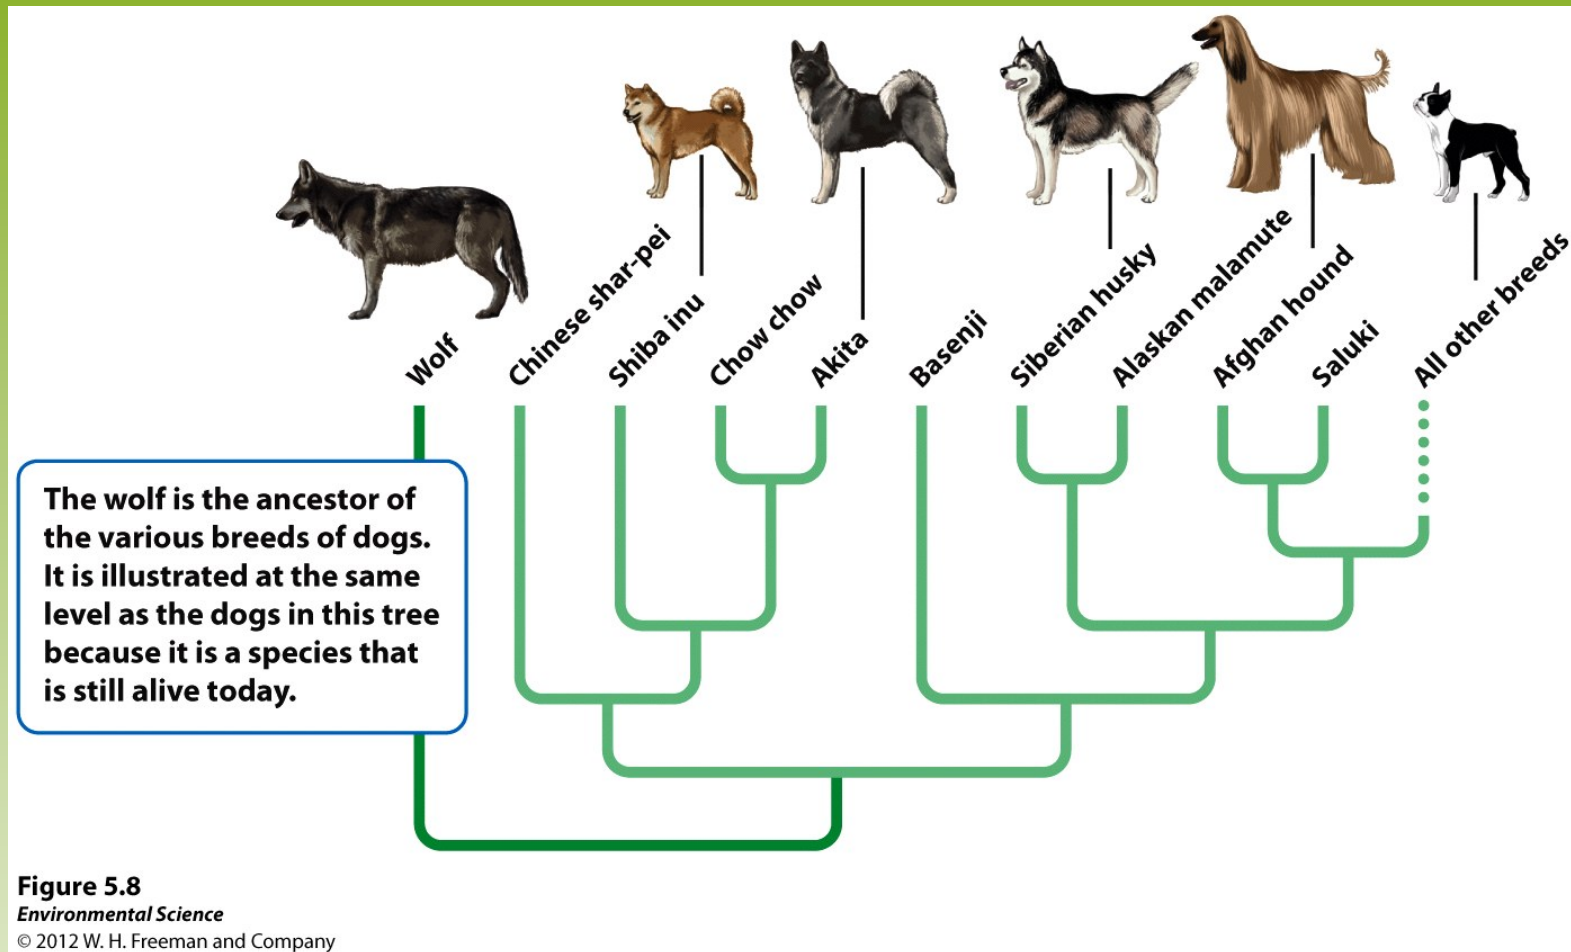 Wolf
Chinese shar-pei
Shiba inu
Chow chow
Akita
Basenji
Siberian husky
Alaskan malamute
Afghan hound
Saluki
All other breeds
The wolf is the ancestor of
the various breeds of dogs.
It is illustrated at the same
level as the dogs in this tree
because it is a species that
is still alive today.
Figure 5.8
Environmental Science
© 2012 W. H. Freeman and Company